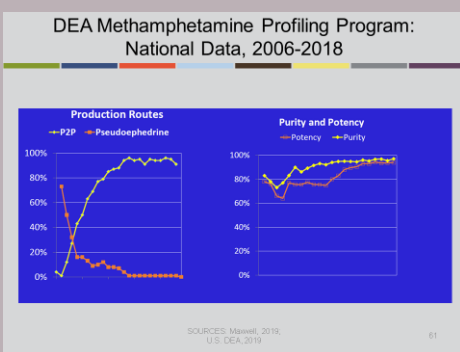 DEA Methamphetamine Profiling Program:
National Data, 2006-2018
Production Routes
P2P Pseudoephedrine
100%
80%
60%
40%
20%
0%
Purity and Potency
Potency Purity
100%
80%
60%
40%
20%
0%
SOURCES: Maxwell, 2019;
U.S. DEA, 2019
61